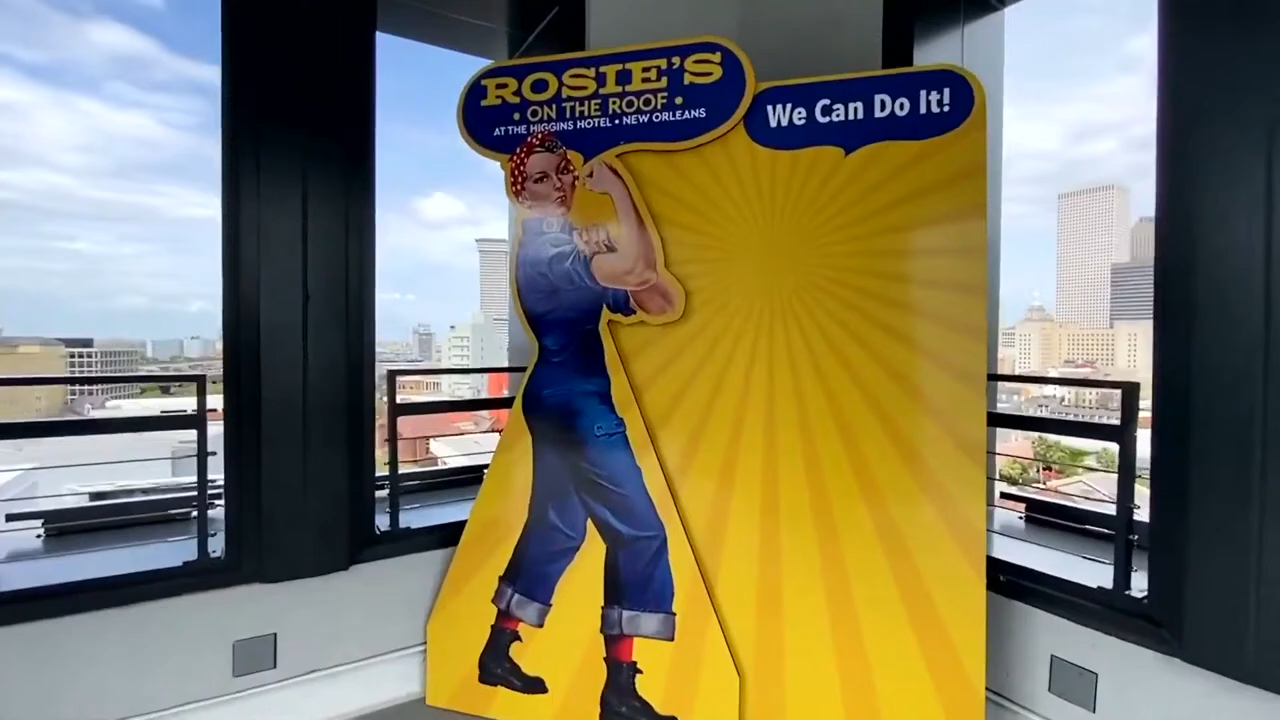 ROSIE'S
• ON THE ROOF •
AT THE HIGGINS HOTEL • NEW ORLEANS
We Can Do It!